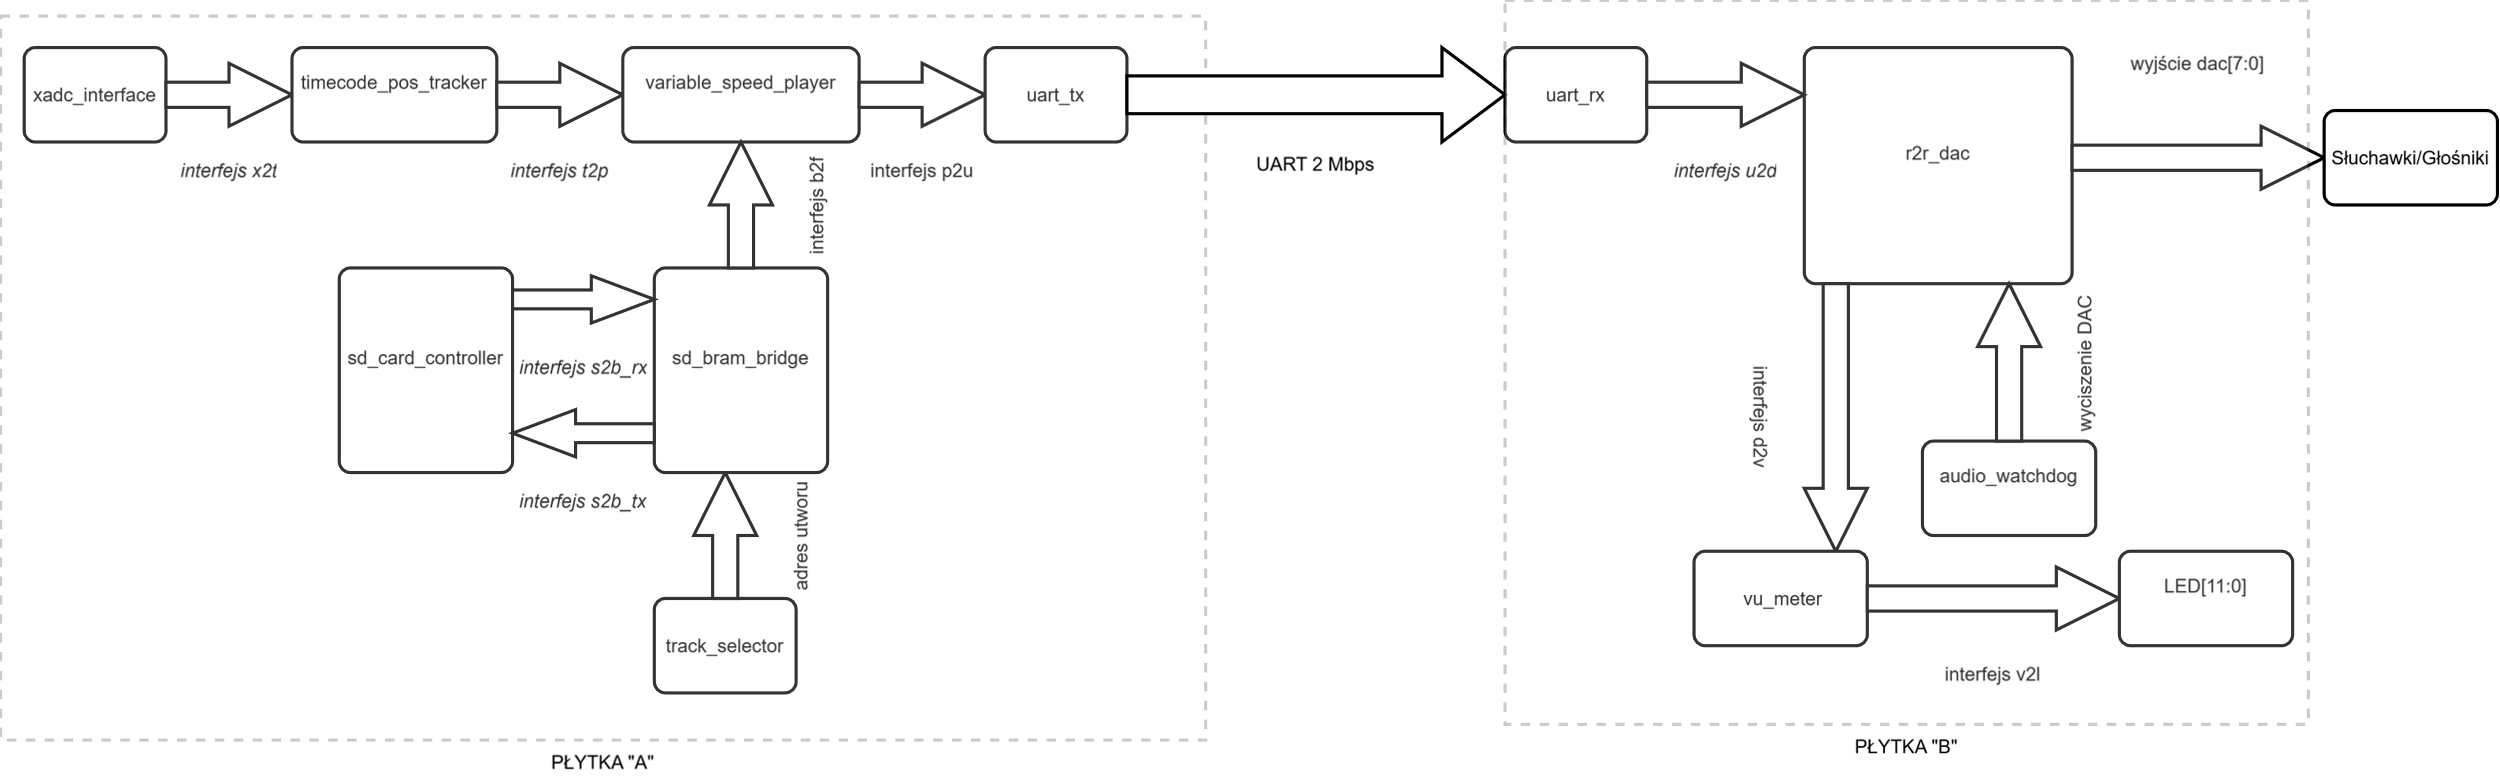 xadc_interface
timecode_pos_tracker
variable_speed_player
uart_tx
uart_rx
r2r_dac
wyjście dac[7:0]
Słuchawki/Głośniki
interfejs x2t
interfejs t2p
interfejs b2f
interfejs p2u
UART 2 Mbps
interfejs u2d
sd_card_controller
interfejs s2b_rx
sd_bram_bridge
interfejs s2b_tx
adres utworu
track_selector
interfejs d2v
wyciszenie DAC
audio_watchdog
vu_meter
LED[11:0]
interfejs v2l
PŁYTKA "A"
PŁYTKA "B"